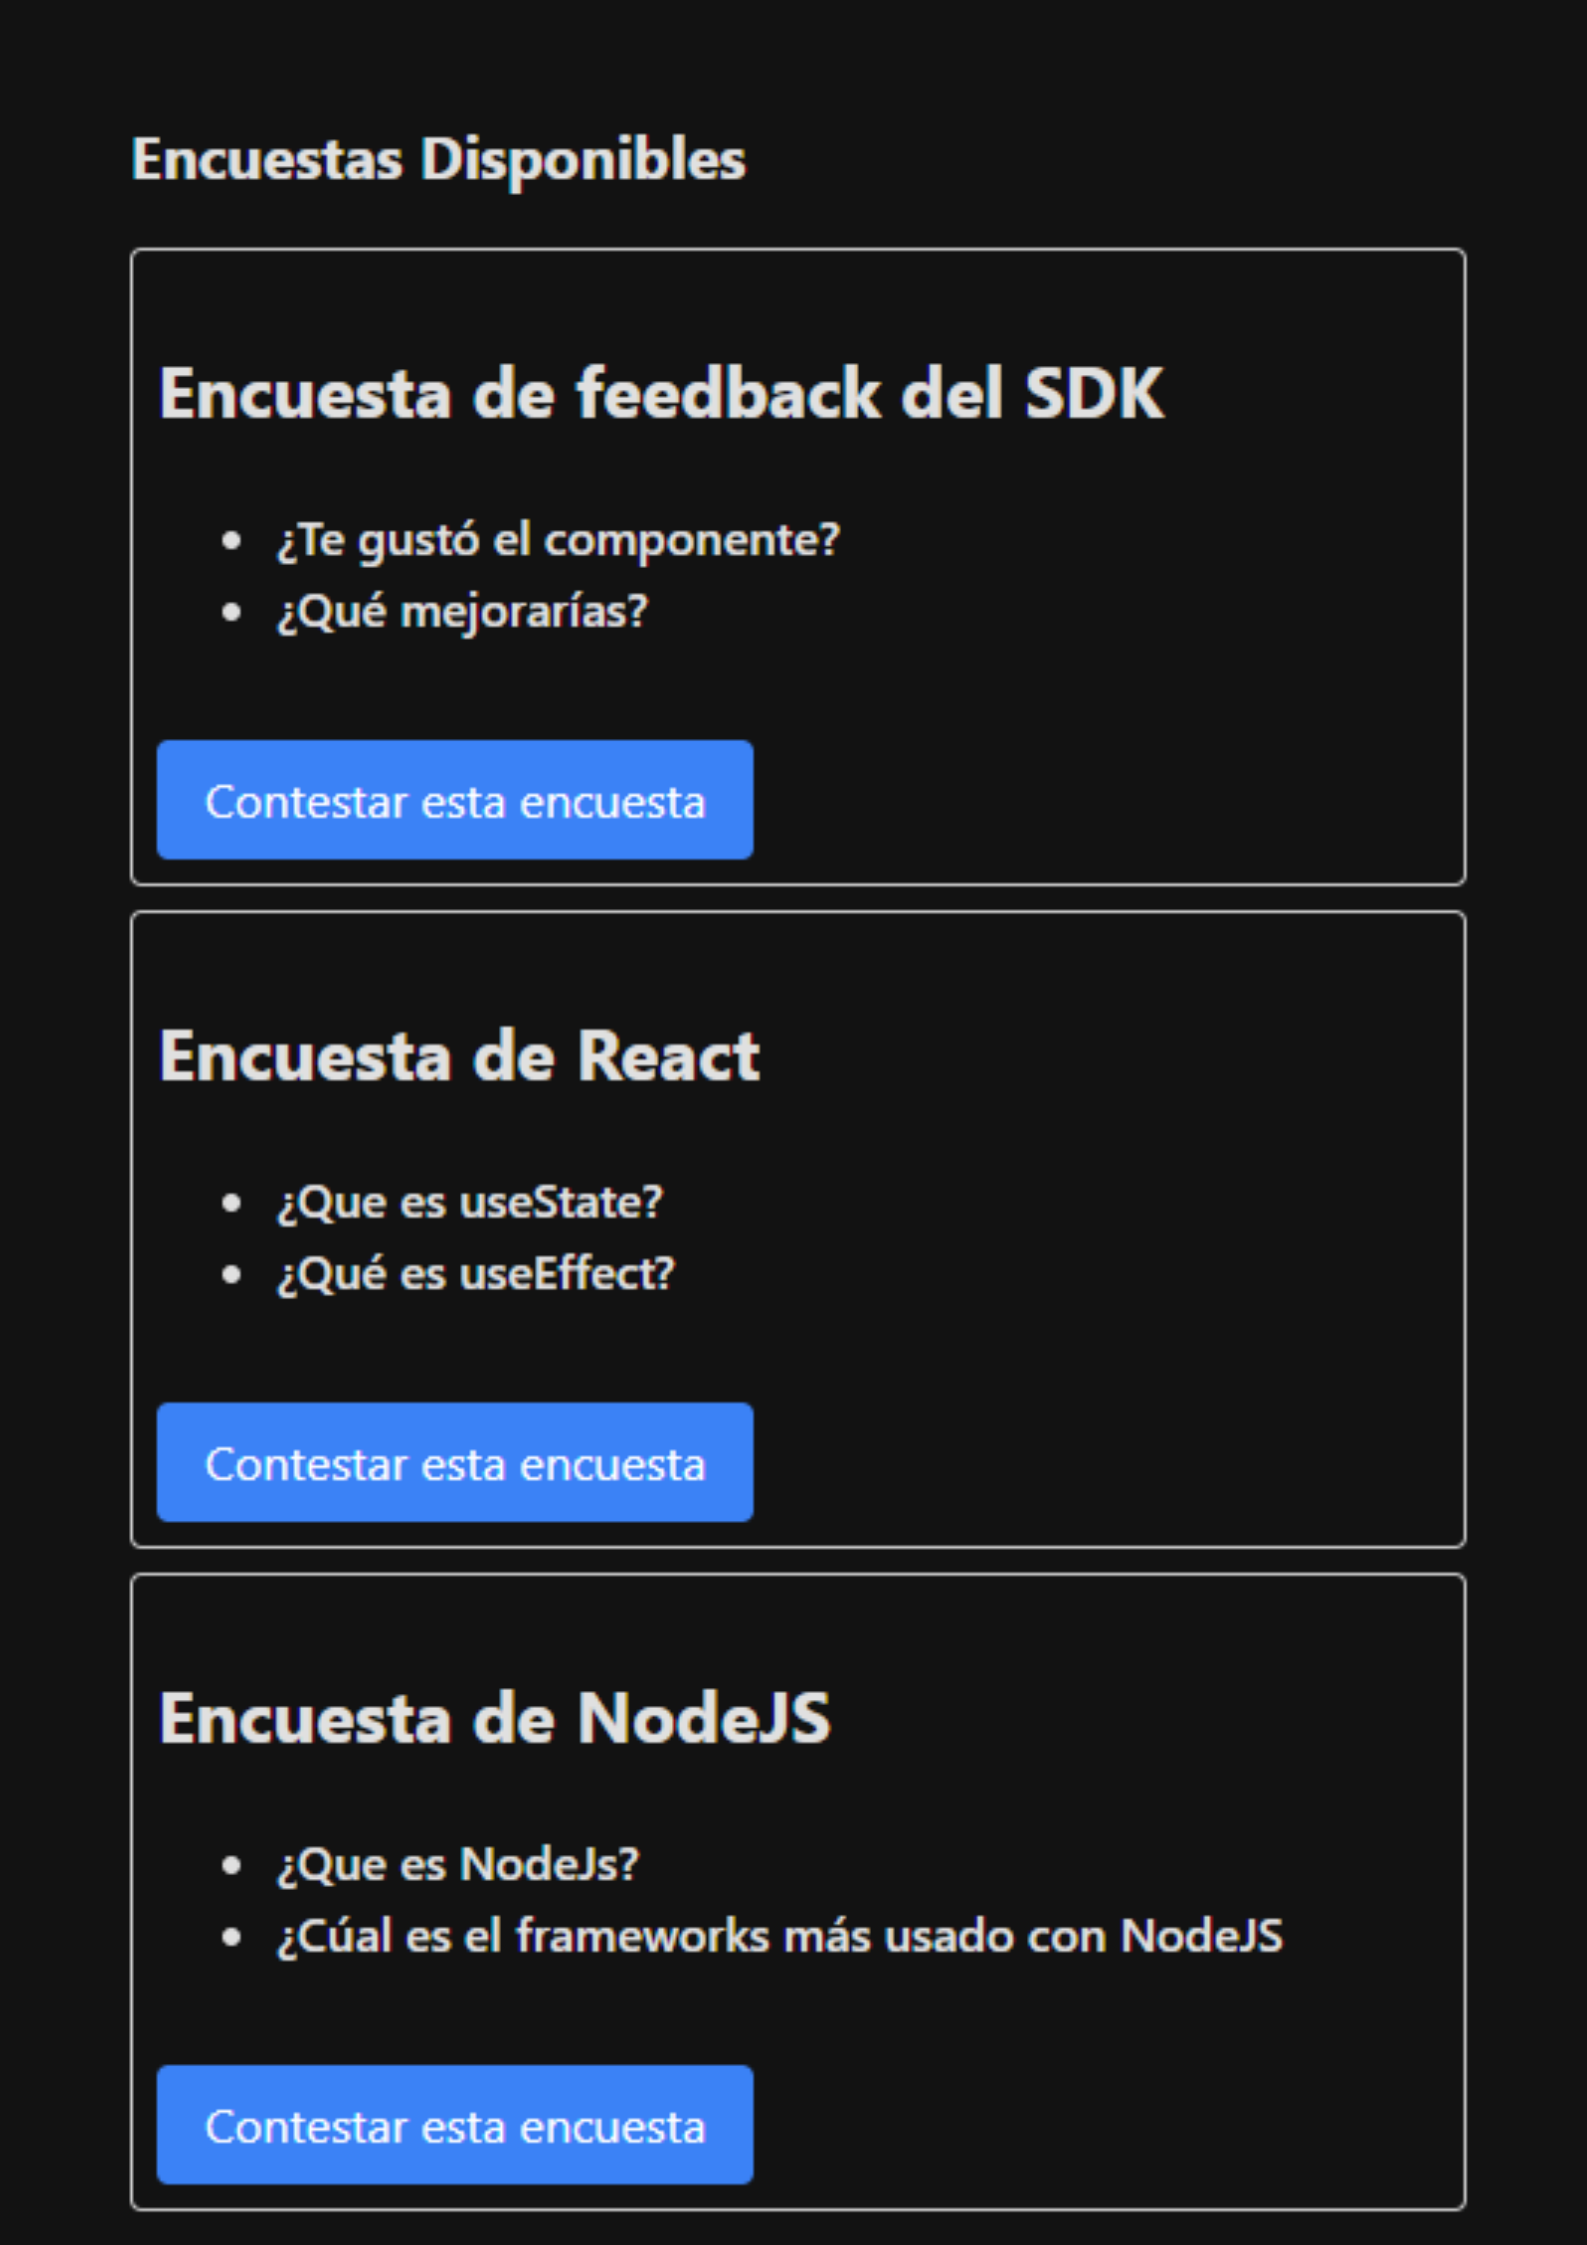 Encuestas Disponibles
Encuesta de feedback del SDK
¿Te gustó el componente?
¿Qué mejorarías?
Contestar esta encuesta
Encuesta de React
¿Que es useState?
¿Qué es useEffect?
Contestar esta encuesta
Encuesta de NodeJS
¿Que es NodeJs?
¿Cúal es el frameworks más usado con NodeJS
Contestar esta encuesta